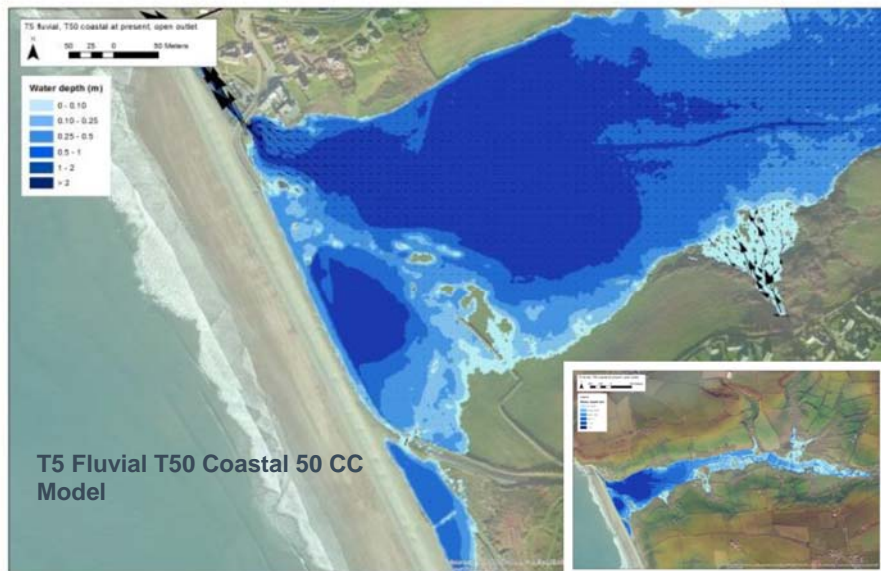 T5 fluvial, T50 coastal at present, open outlet
N
50 25 0 50 Meters
Water depth (m)
0 - 0.10
0.10 - 0.25
0.25 - 0.5
0.5 - 1
1 - 2
> 2
T5 Fluvial T50 Coastal 50 CC
Model
Water depth (m)